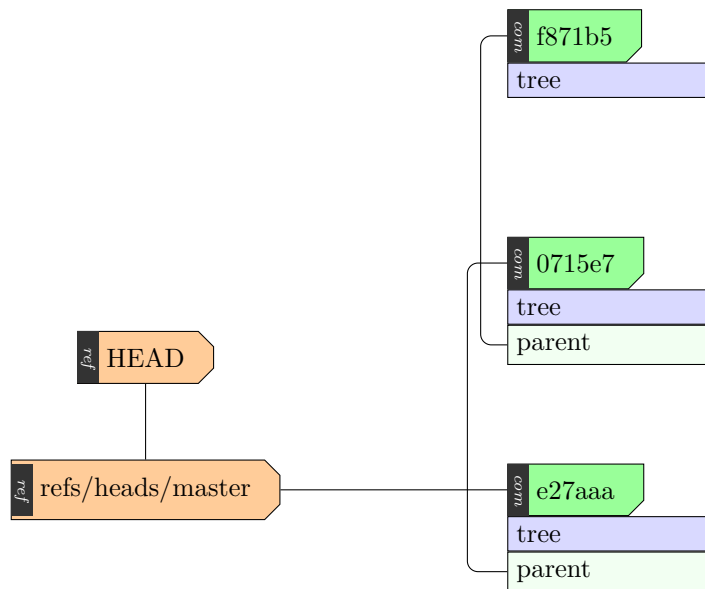 com
f871b5
tree
com
0715e7
tree
parent
ref
HEAD
ref
refs/heads/master
com
e27aaa
tree
parent